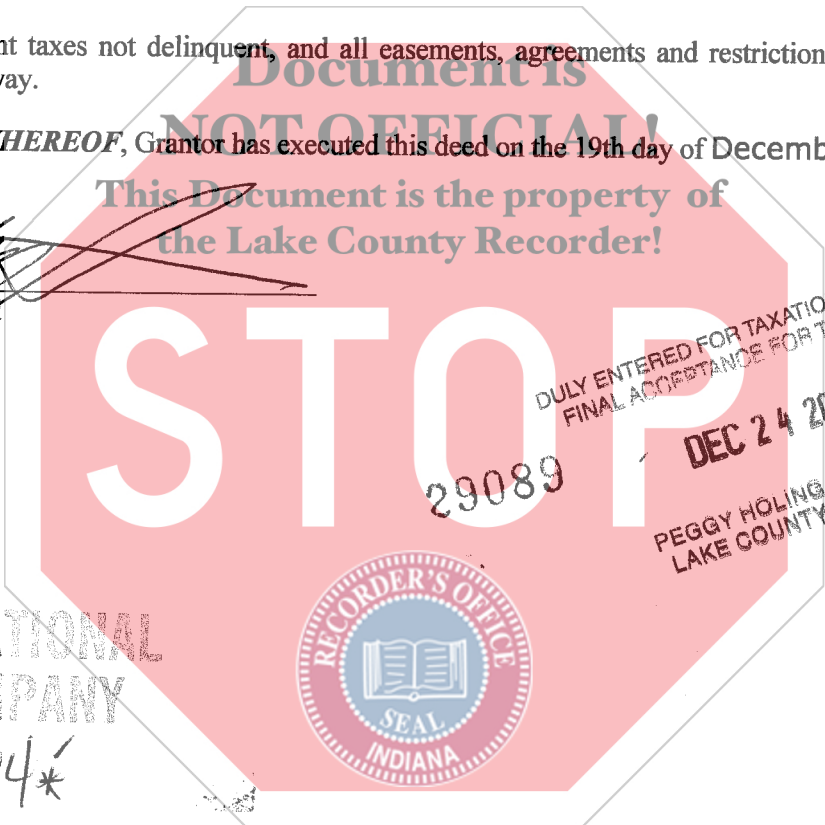 nt taxes not delinquent, and all easements, agreements and restriction
way.
Document is
HEREOF, Grantor has executed this deed on the 19th day of Decemb
NOT OFFICIAL!
This Document is the property of
the Lake County Recorder!
STOP
DULY ENTERED FOR TAXATIO
FINAL ACCEPTANCE FOR T
DEC 24 20
29089
PEGGY HOLING
LAKE COUNTY
RECORDER'S OFFICE
SEAL
INDIANA
TIONAL
MPANY
4*